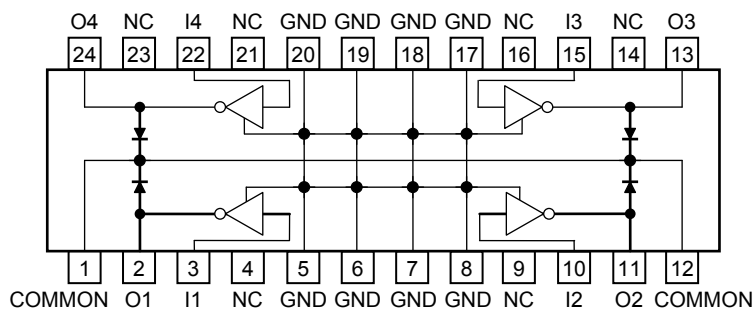 O4 NC I4 NC GND GND GND GND NC I3 NC O3
24 23 22 21 20 19 18 17 16 15 14 13
1 2 3 4 5 6 7 8 9 10 11 12
COMMON O1 I1 NC GND GND GND GND NC I2 O2 COMMON